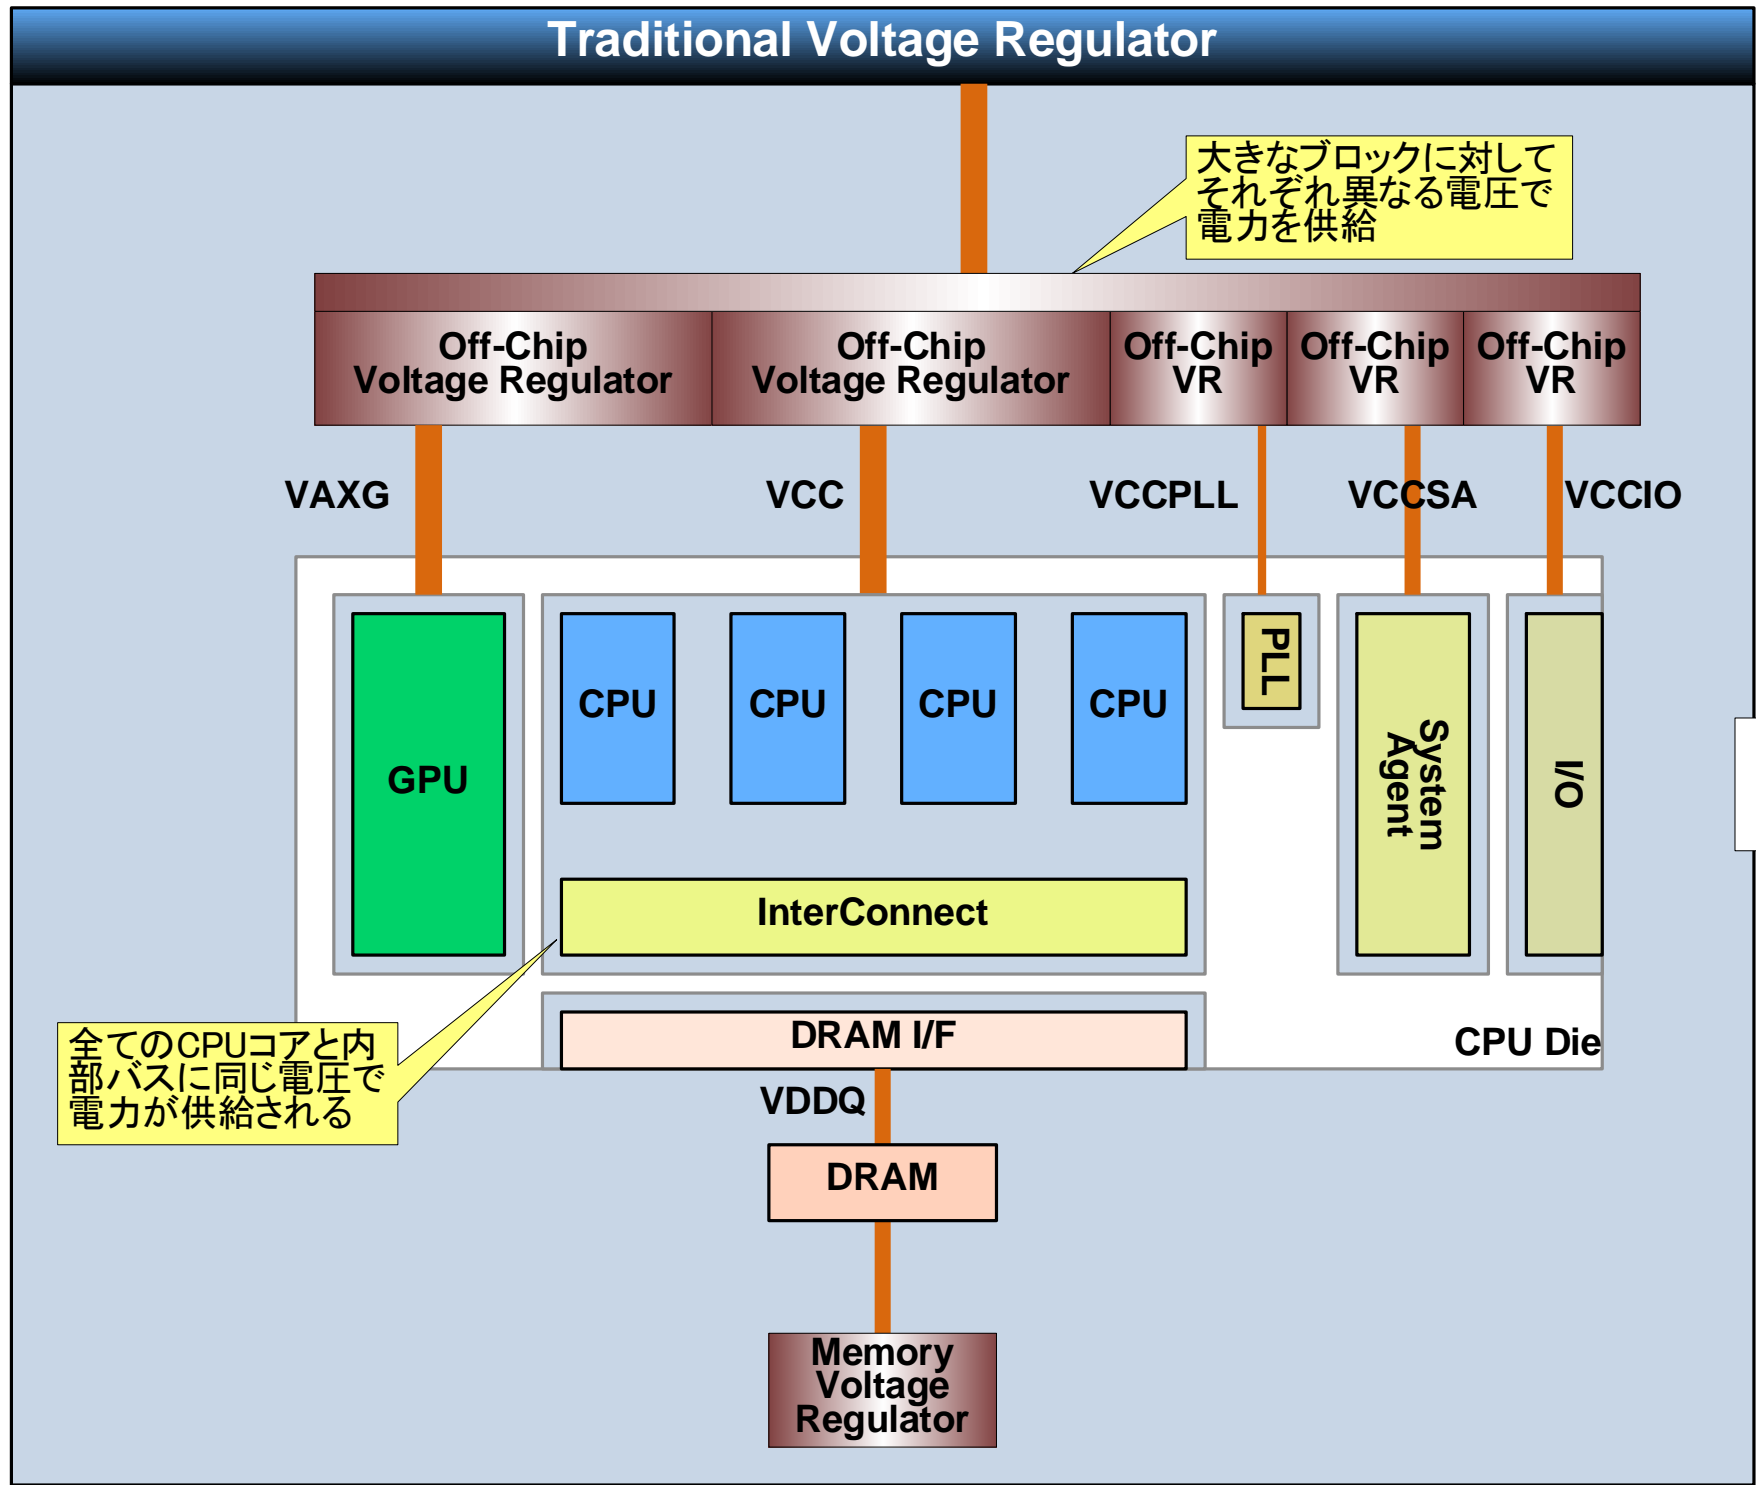 Traditional Voltage Regulator
大きなブロックに対して
それぞれ異なる電圧で
電力を供給
Off-Chip
Voltage Regulator
Off-Chip
Voltage Regulator
Off-Chip
VR
Off-Chip
VR
Off-Chip
VR
VAXG
VCC
VCCPLL
VCCSA
VCCIO
GPU
CPU
CPU
CPU
CPU
PLL
System
Agent
I/O
InterConnect
DRAM I/F
CPU Die
全てのCPUコアと内
部バスに同じ電圧で
電力が供給される
VDDQ
DRAM
Memory
Voltage
Regulator